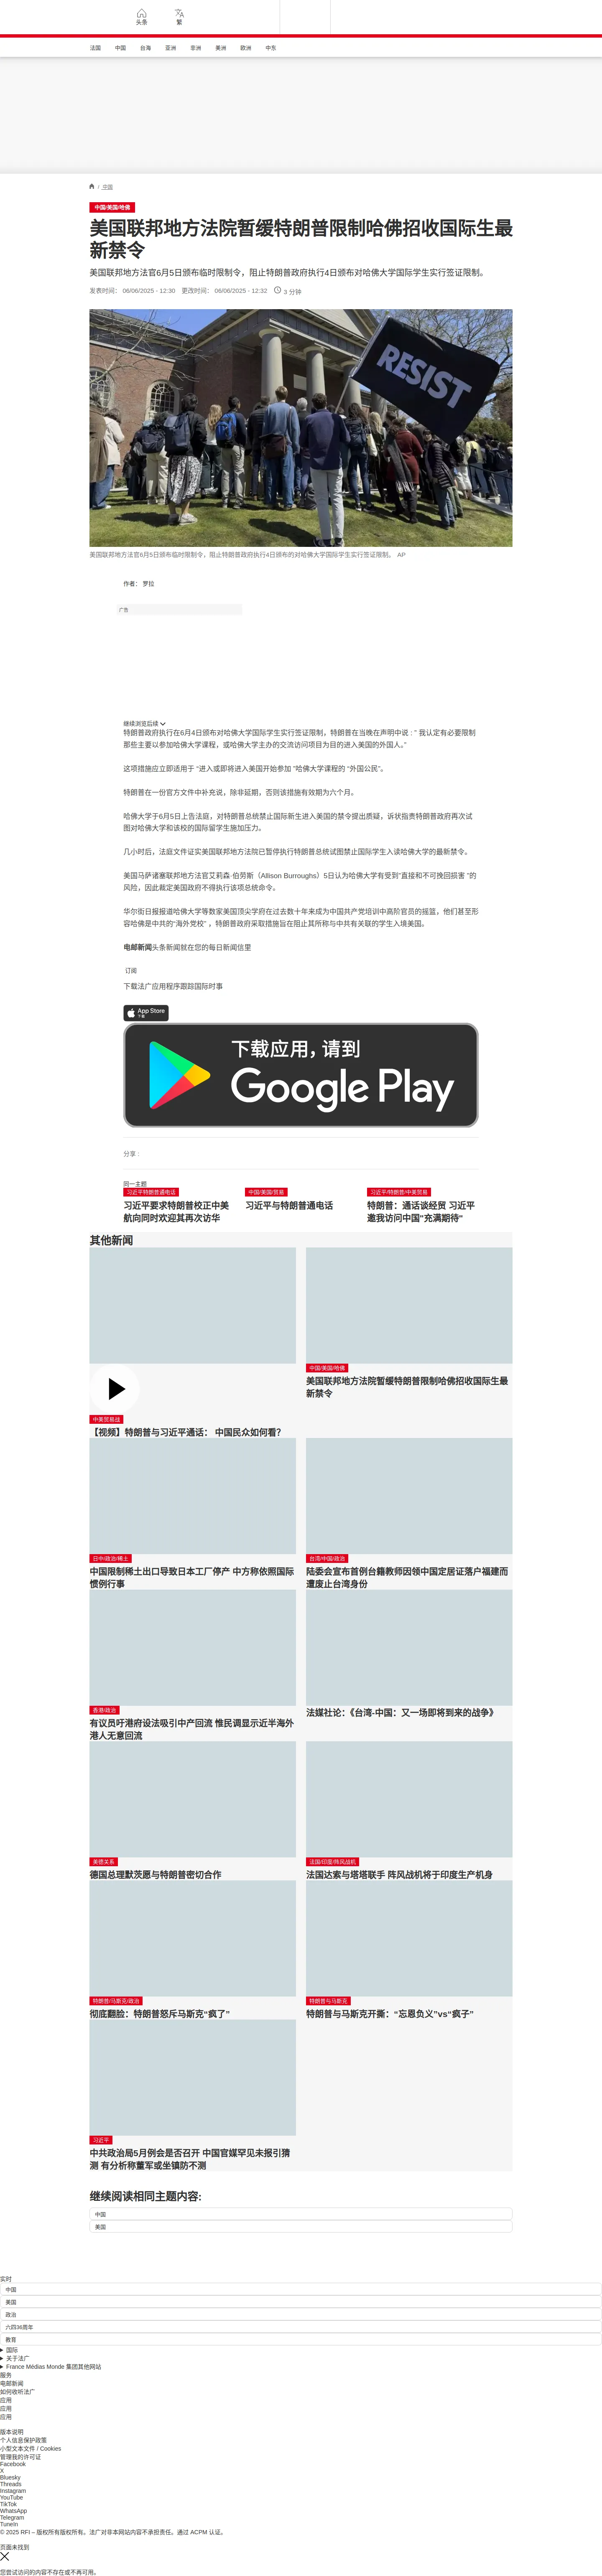 头条
繁
法国
中国
台海
亚洲
非洲
美洲
欧洲
中东
/ 中国
中国/美国/哈佛
美国联邦地方法院暂缓特朗普限制哈佛招收国际生最
新禁令
美国联邦地方法官6月5日颁布临时限制令，阻止特朗普政府执行4日颁布对哈佛大学国际学生实行签证限制。
发表时间： 06/06/2025 - 12:30 更改时间： 06/06/2025 - 12:32 3 分钟
RESIST
美国联邦地方法官6月5日颁布临时限制令，阻止特朗普政府执行4日颁布的对哈佛大学国际学生实行签证限制。 AP
作者： 罗拉
广告
继续浏览后续
特朗普政府执行在6月4日颁布对哈佛大学国际学生实行签证限制，特朗普在当晚在声明中说：” 我认定有必要限制
那些主要以参加哈佛大学课程，或哈佛大学主办的交流访问项目为目的进入美国的外国人。”
这项措施应立即适用于 “进入或即将进入美国开始参加 ”哈佛大学课程的 “外国公民”。
特朗普在一份官方文件中补充说，除非延期，否则该措施有效期为六个月。
哈佛大学于6月5日上告法庭，对特朗普总统禁止国际新生进入美国的禁令提出质疑，诉状指责特朗普政府再次试
图对哈佛大学和该校的国际留学生施加压力。
几小时后，法庭文件证实美国联邦地方法院已暂停执行特朗普总统试图禁止国际学生入读哈佛大学的最新禁令。
美国马萨诸塞联邦地方法官艾莉森·伯劳斯（Allison Burroughs）5日认为哈佛大学有受到“直接和不可挽回损害 ”的
风险，因此裁定美国政府不得执行该项总统命令。
华尔街日报报道哈佛大学等数家美国顶尖学府在过去数十年来成为中国共产党培训中高阶官员的摇篮，他们甚至形
容哈佛是中共的“海外党校” ，特朗普政府采取措施旨在阻止其所称与中共有关联的学生入境美国。
电邮新闻头条新闻就在您的每日新闻信里
订阅
下载法广应用程序跟踪国际时事
App Store
下载
下载应用，请到
Google Play
分享 :
同一主题
习近平特朗普通电话
习近平要求特朗普校正中美
航向同时欢迎其再次访华
中国/美国/贸易
习近平与特朗普通电话
习近平/特朗普/中美贸易
特朗普：通话谈经贸 习近平
邀我访问中国"充满期待"
其他新闻
中美贸易战
【视频】特朗普与习近平通话： 中国民众如何看？
中国/美国/哈佛
美国联邦地方法院暂缓特朗普限制哈佛招收国际生最
新禁令
日中/政治/稀土
中国限制稀土出口导致日本工厂停产 中方称依照国际
惯例行事
台湾/中国/政治
陆委会宣布首例台籍教师因领中国定居证落户福建而
遭废止台湾身份
香港/政治
有议员吁港府设法吸引中产回流 惟民调显示近半海外
港人无意回流
法媒社论：《台湾-中国：又一场即将到来的战争》
美德关系
德国总理默茨愿与特朗普密切合作
法国/印度/阵风战机
法国达索与塔塔联手 阵风战机将于印度生产机身
特朗普/马斯克/政治
彻底翻脸：特朗普怒斥马斯克“疯了”
特朗普与马斯克
特朗普与马斯克开撕：“忘恩负义”vs“疯子”
习近平
中共政治局5月例会是否召开 中国官媒罕见未报引猜
测 有分析称董军或坐镇防不测
继续阅读相同主题内容:
中国
美国
实时
中国
美国
政治
六四36周年
教育
国际
关于法广
France Médias Monde 集团其他网站
服务
电邮新闻
如何收听法广
应用
应用
应用
版本说明
个人信息保护政策
小型文本文件 / Cookies
管理我的许可证
Facebook
X
Bluesky
Threads
Instagram
YouTube
TikTok
WhatsApp
Telegram
TuneIn
© 2025 RFI – 版权所有版权所有。法广对非本网站内容不承担责任。通过 ACPM 认证。
页面未找到
您尝试访问的内容不存在或不再可用。